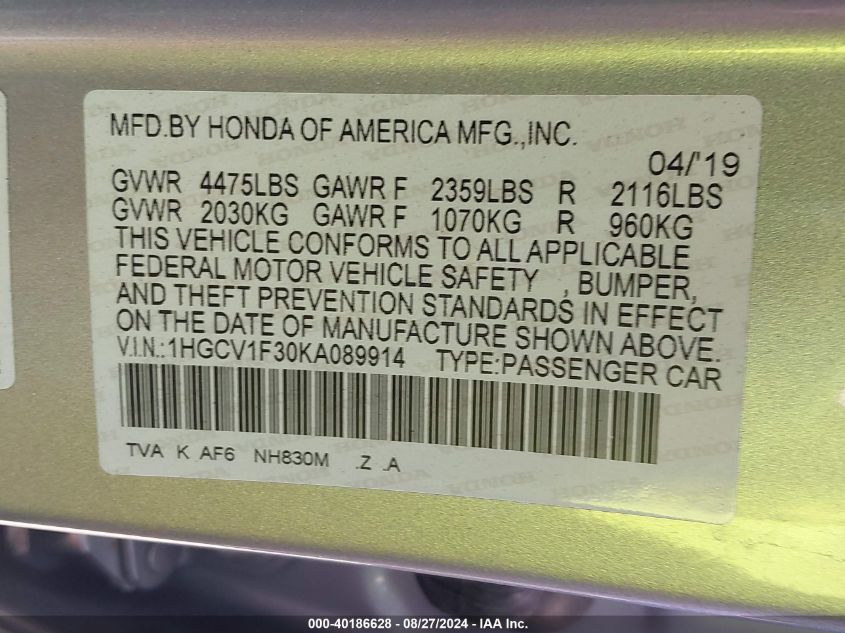 MFD.BY HONDA OF AMERICA MFG.,INC.
04/'19
GVWR 4475LBS GAWR F 2359LBS R 2116LBS
GVWR 2030KG GAWR F 1070KG R 960KG
THIS VEHICLE CONFORMS TO ALL APPLICABLE
FEDERAL MOTOR VEHICLE SAFETY , BUMPER,
AND THEFT PREVENTION STANDARDS IN EFFECT
ON THE DATE OF MANUFACTURE SHOWN ABOVE.
V.I.N.:1HGCV1F30KA089914 TYPE:PASSENGER CAR
TVA K AF6 NH830M .Z .A
000-40186628 - 08/27/2024 - IAA Inc.